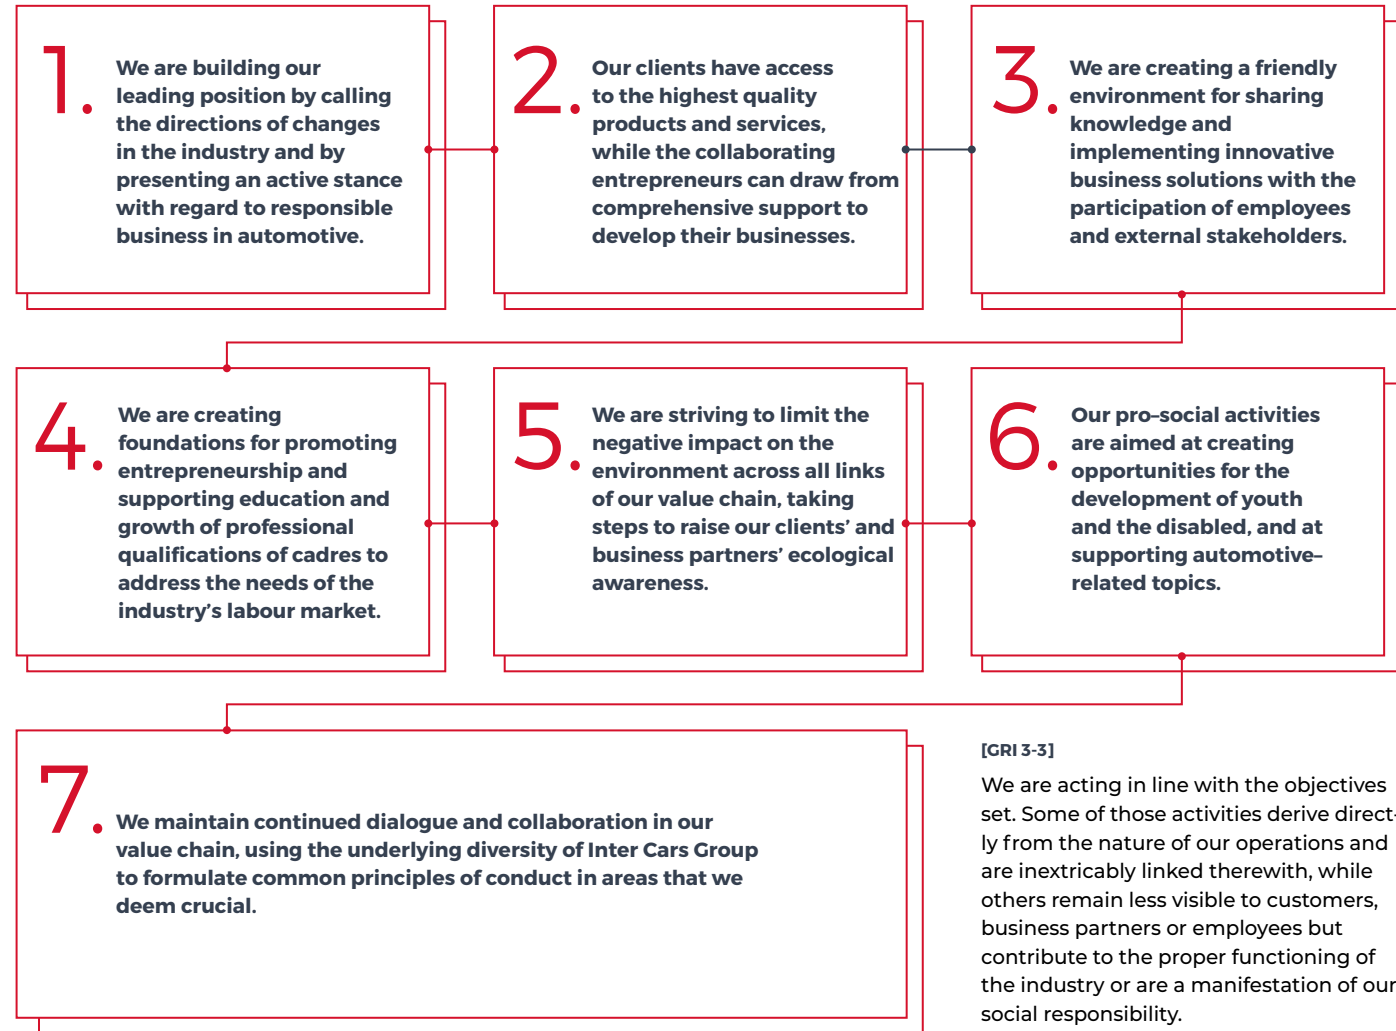 1.
We are building our
leading position by calling
the directions of changes
in the industry and by
presenting an active stance
with regard to responsible
business in automotive.
2.
Our clients have access
to the highest quality
products and services,
while the collaborating
entrepreneurs can draw from
comprehensive support to
develop their businesses.
3.
We are creating a friendly
environment for sharing
knowledge and
implementing innovative
business solutions with the
participation of employees
and external stakeholders.
4.
We are creating
foundations for promoting
entrepreneurship and
supporting education and
growth of professional
qualifications of cadres to
address the needs of the
industry’s labour market.
5.
We are striving to limit the
negative impact on the
environment across all links
of our value chain, taking
steps to raise our clients’ and
business partners’ ecological
awareness.
6.
Our pro–social activities
are aimed at creating
opportunities for the
development of youth
and the disabled, and at
supporting automotive–
related topics.
7.
We maintain continued dialogue and collaboration in our
value chain, using the underlying diversity of Inter Cars Group
to formulate common principles of conduct in areas that we
deem crucial.
[GRI 3-3]
We are acting in line with the objectives
set. Some of those activities derive direct-
ly from the nature of our operations and
are inextricably linked therewith, while
others remain less visible to customers,
business partners or employees but
contribute to the proper functioning of
the industry or are a manifestation of our
social responsibility.